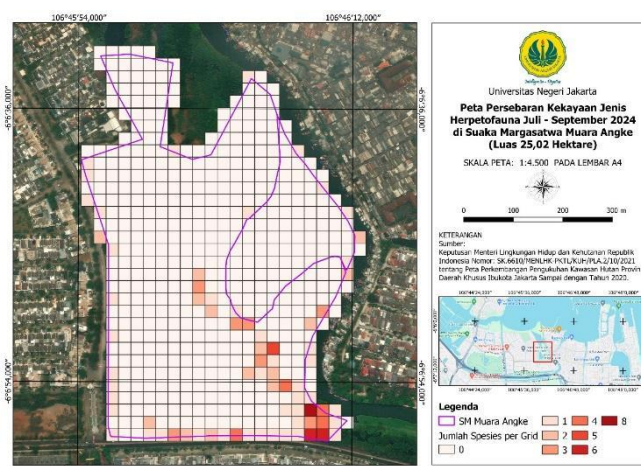 106°45'54,000"
106°46'12,000"
-6°6'36,000"
-6°6'36,000"
-6°6'54,000"
-6°6'54,000"
Universitas Negeri Jakarta
Peta Persebaran Kekayaan Jenis
Herpetofauna Juli - September 2024
di Suaka Margasatwa Muara Angke
(Luas 25,02 Hektare)
SKALA PETA: 1:4.500 PADA LEMBAR A4
0 100 200 300 m
KETERANGAN
Sumber:
Keputusan Menteri Lingkungan Hidup dan Kehutanan Republik
Indonesia Nomor: SK.6610/MENLHK-PKTL/KUH/PLA.2/10/2021
tentang Peta Perkembangan Pengukuhan Kawasan Hutan Provin
Daerah Khusus Ibukota Jakarta Sampai dengan Tahun 2020.
Legenda
SM Muara Angke
Jumlah Spesies per Grid
0
1 4 8
2 5
3 6